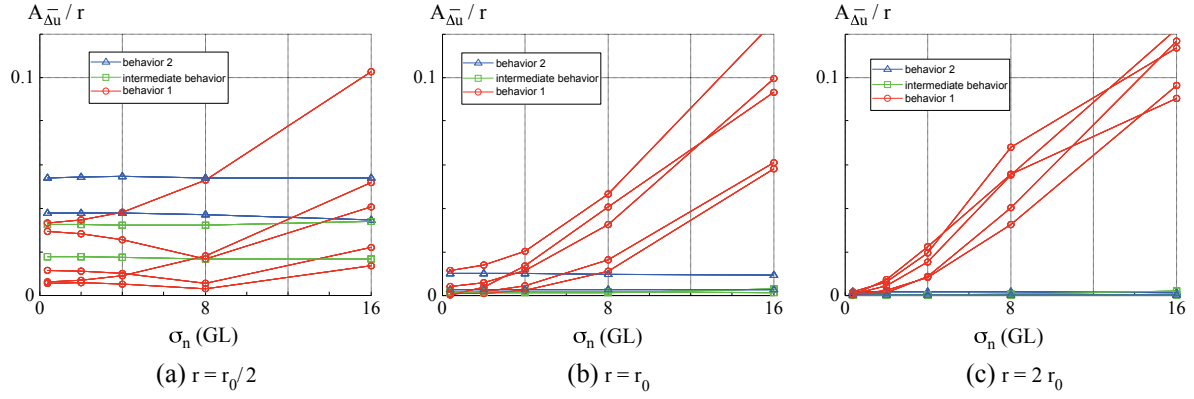 A_Δu̅ / r
0.1
behavior 2
intermediate behavior
behavior 1
0
0 8 16
σ_n (GL)
(a) r = r_0/2
A_Δu̅ / r
0.1
behavior 2
intermediate behavior
behavior 1
0
0 8 16
σ_n (GL)
(b) r = r_0
A_Δu̅ / r
0.1
behavior 2
intermediate behavior
behavior 1
0
0 8 16
σ_n (GL)
(c) r = 2 r_0